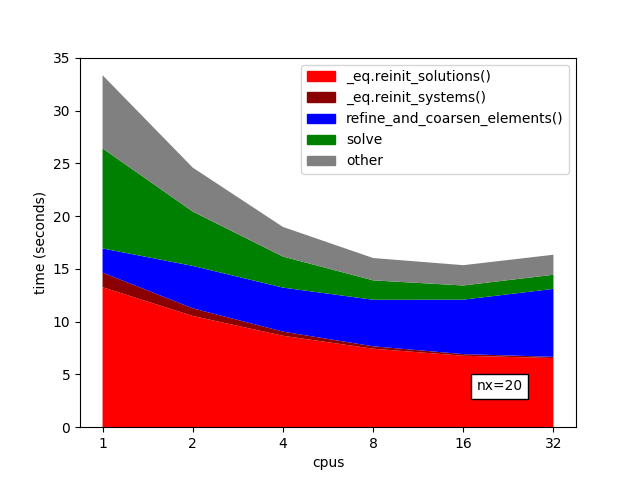 35
30
25
20
15
10
5
0
time (seconds)
_eq.reinit_solutions()
_eq.reinit_systems()
refine_and_coarsen_elements()
solve
other
nx=20
1 2 4 8 16 32
cpus